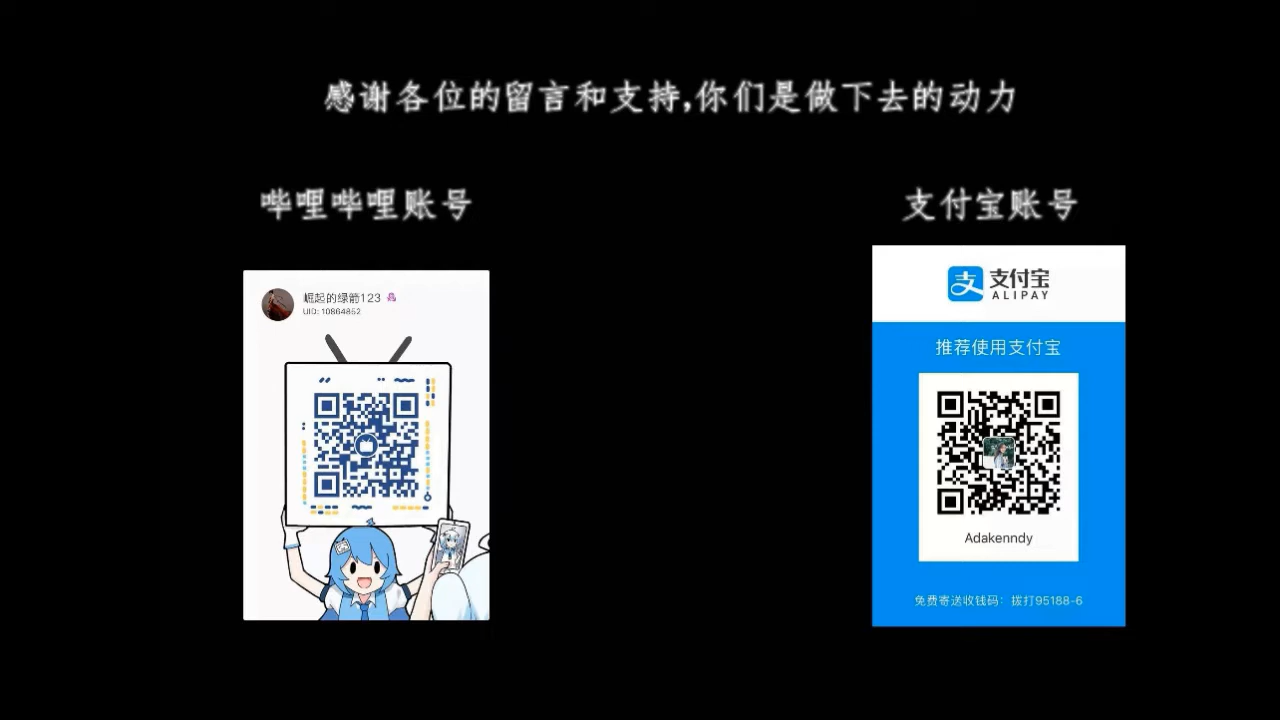 感谢各位的留言和支持,你们是做下去的动力
哔哩哔哩账号
支付宝账号
崛起的绿箭123
UID: 10864852
支付宝
ALIPAY
推荐使用支付宝
Adakenndy
免费寄送收钱码：拨打95188-6